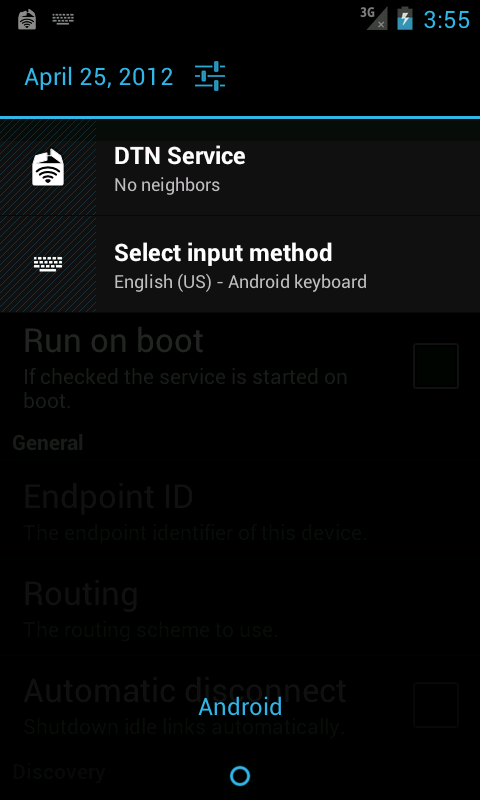 3G
3:55
April 25, 2012
DTN Service
No neighbors
Select input method
English (US) - Android keyboard
Run on boot
If checked the service is started on
boot.
General
Endpoint ID
The endpoint identifier of this device.
Routing
The routing scheme to use.
Automatic disconnect
Android
Shutdown idle links automatically.
Discovery